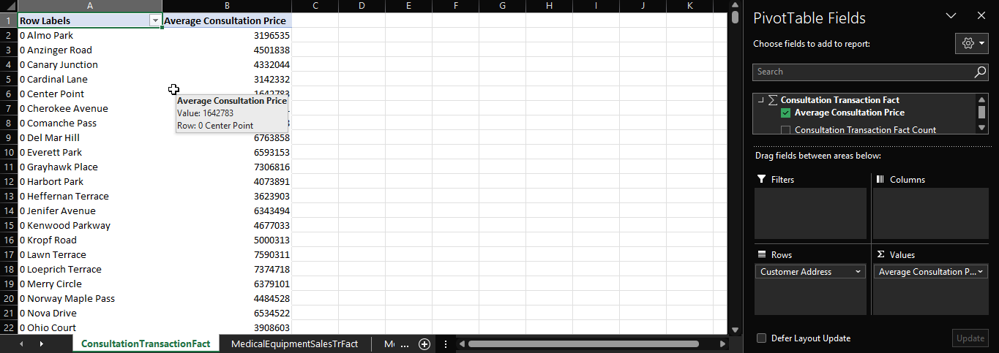 A B C D E F G H I J K
1 Row Labels Average Consultation Price
2 0 Almo Park 3196535
3 0 Anzinger Road 4501838
4 0 Canary Junction 4332044
5 0 Cardinal Lane 3142332
6 0 Center Point 1642783
7 0 Cherokee Avenue
8 0 Comanche Pass
9 0 Del Mar Hill 6763858
10 0 Everett Park 6593153
11 0 Grayhawk Place 7306816
12 0 Harbort Park 4073891
13 0 Heffernan Terrace 3623903
14 0 Jenifer Avenue 6343494
15 0 Kenwood Parkway 4677033
16 0 Kropf Road 5000313
17 0 Lawn Terrace 7590311
18 0 Loeprich Terrace 7374718
19 0 Merry Circle 6379101
20 0 Norway Maple Pass 4484528
21 0 Nova Drive 6534522
22 0 Ohio Court 3908603
Average Consultation Price
Value: 1642783
Row: 0 Center Point
ConsultationTransactionFact MedicalEquipmentSalesTrFact Me ...
PivotTable Fields
Choose fields to add to report:
Search
Σ Consultation Transaction Fact
Average Consultation Price
Consultation Transaction Fact Count
Drag fields between areas below:
Filters
Columns
Rows
Σ Values
Customer Address
Average Consultation P...
Defer Layout Update
Update